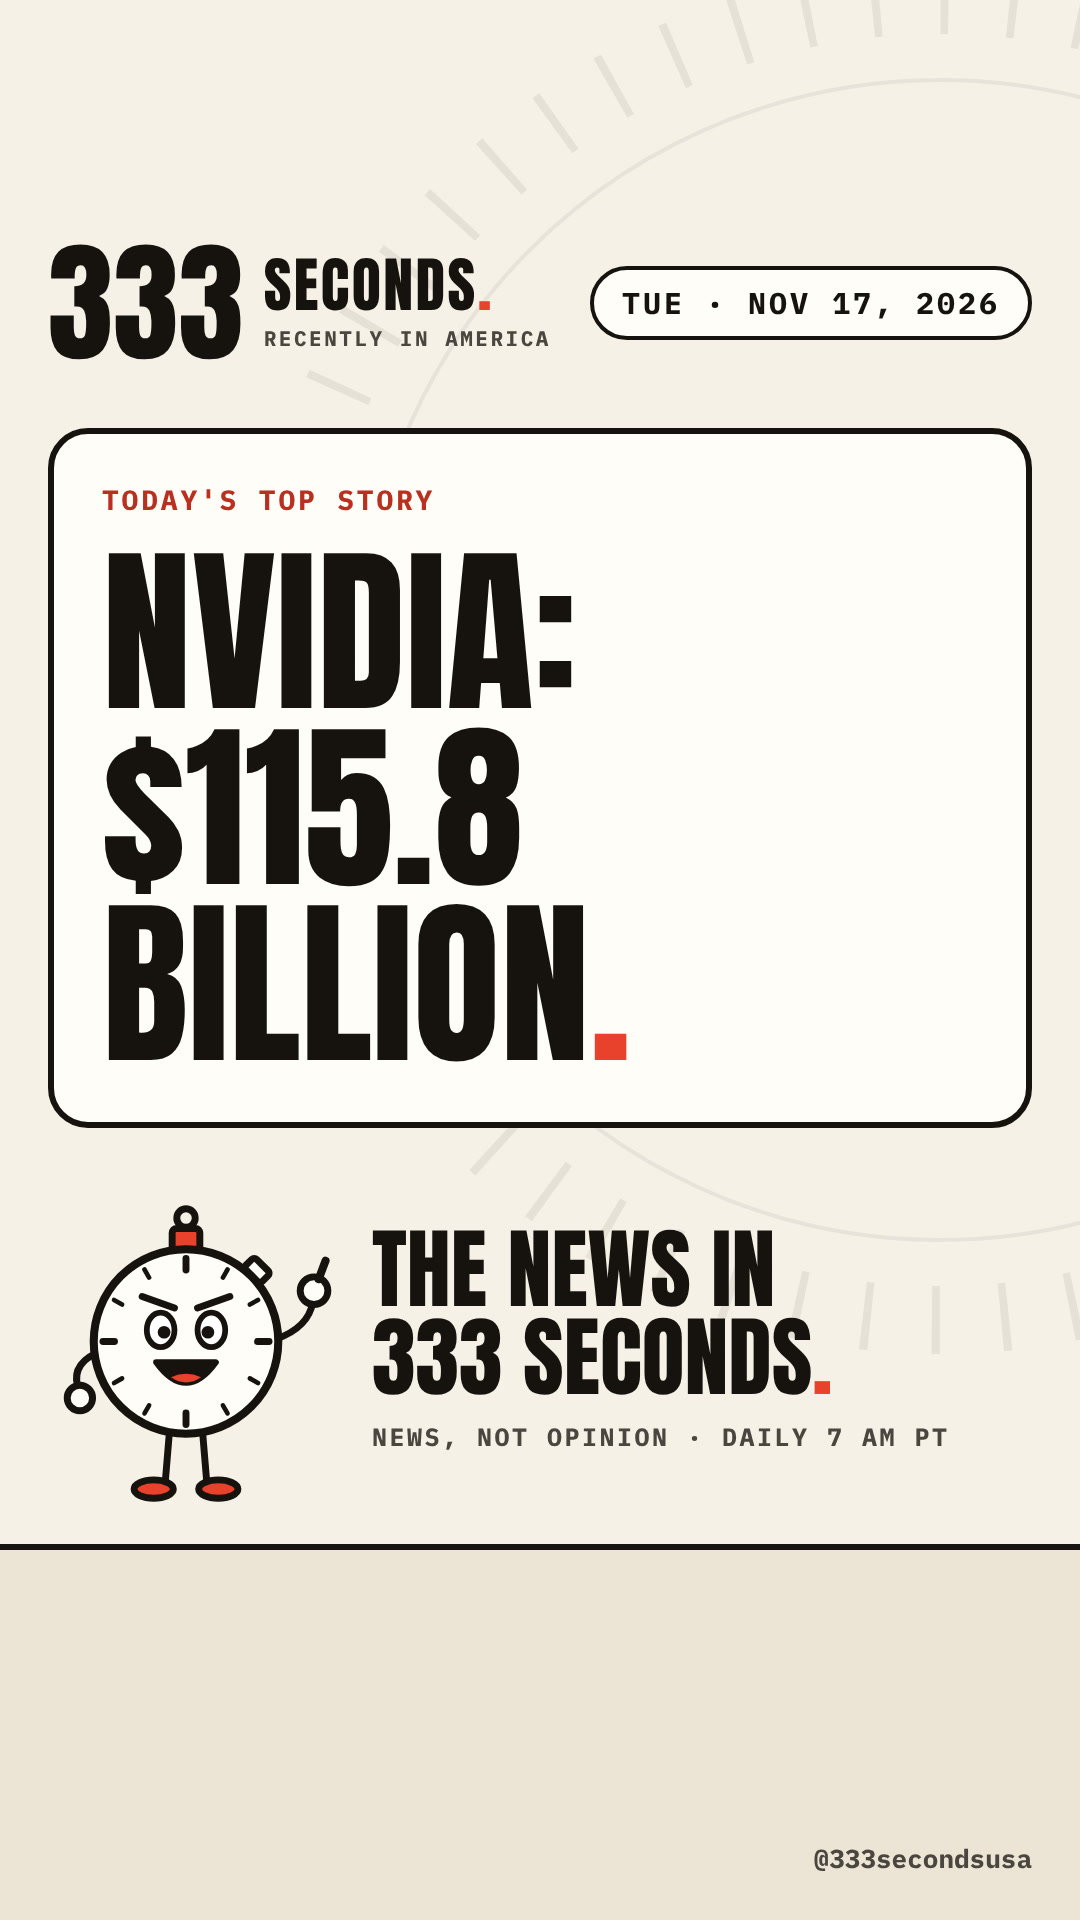 333 SECONDS.
RECENTLY IN AMERICA
TUE · NOV 17, 2026
TODAY'S TOP STORY
NVIDIA:
$115.8
BILLION.
THE NEWS IN
333 SECONDS.
NEWS, NOT OPINION · DAILY 7 AM PT
@333secondsusa